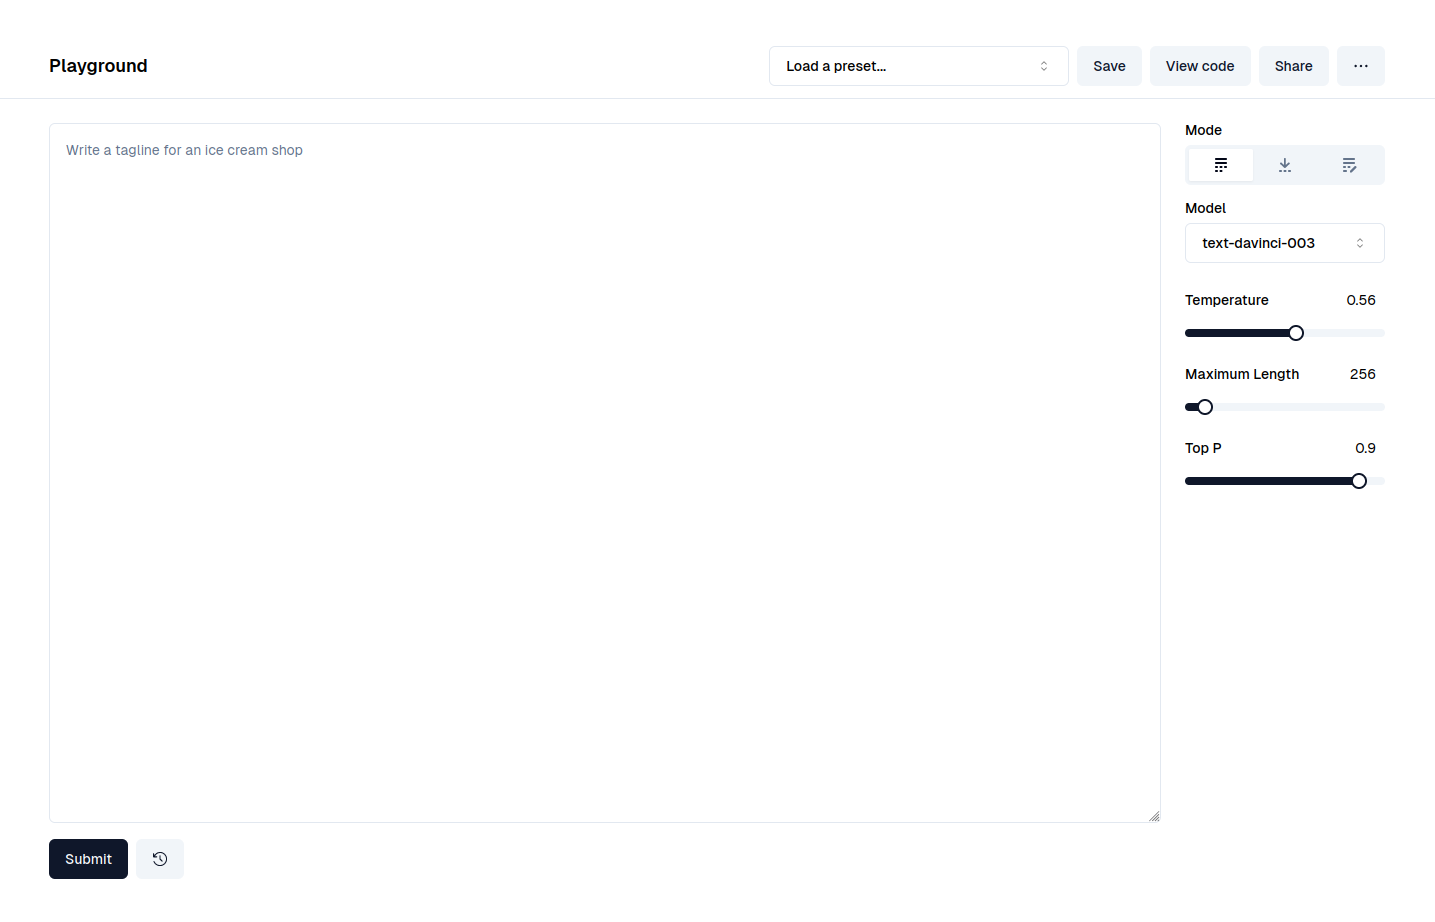 Playground
Load a preset...
Save
View code
Share
Write a tagline for an ice cream shop
Mode
Model
text-davinci-003
Temperature
0.56
Maximum Length
256
Top P
0.9
Submit